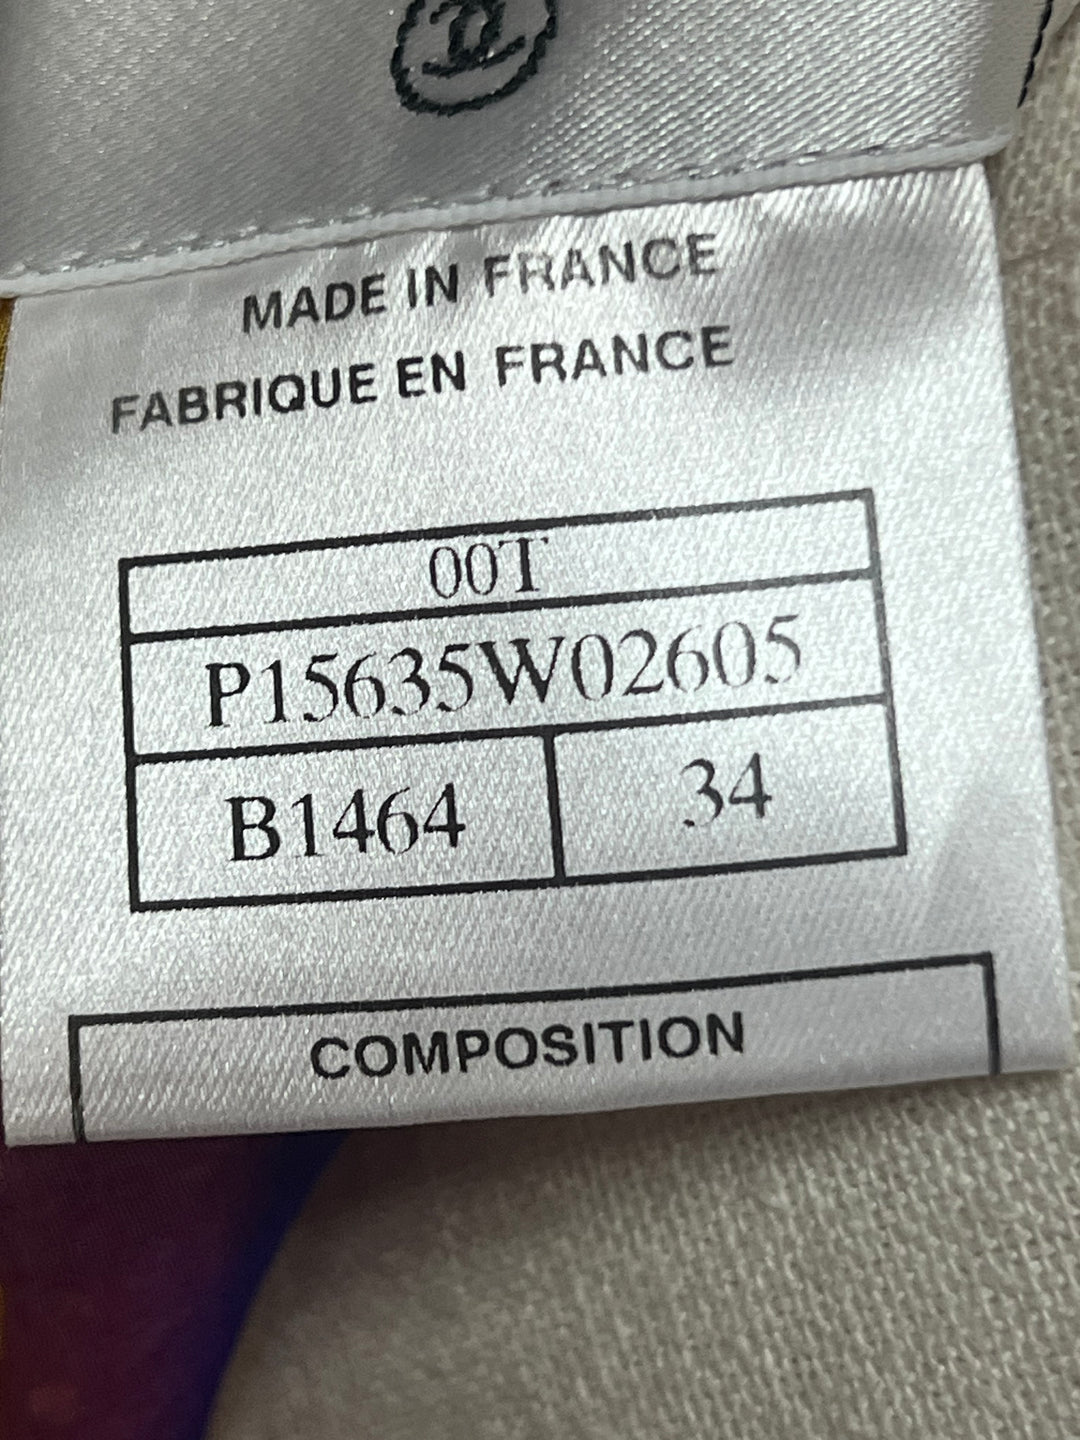 MADE IN FRANCE
FABRIQUE EN FRANCE
00T
P15635W02605
B1464 34
COMPOSITION